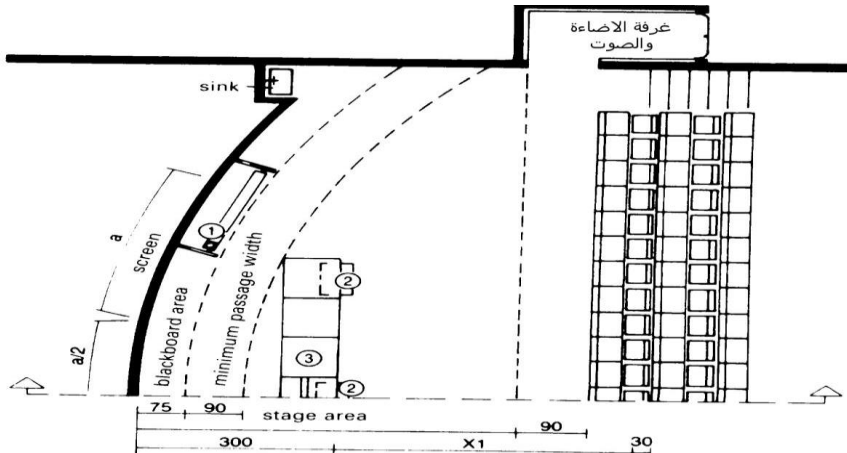 غرفة الاضاءة
والصوت
sink
a
screen
1
2
blackboard area
minimum passage width
a/2
3
2
75
90
stage area
90
300
X1
30